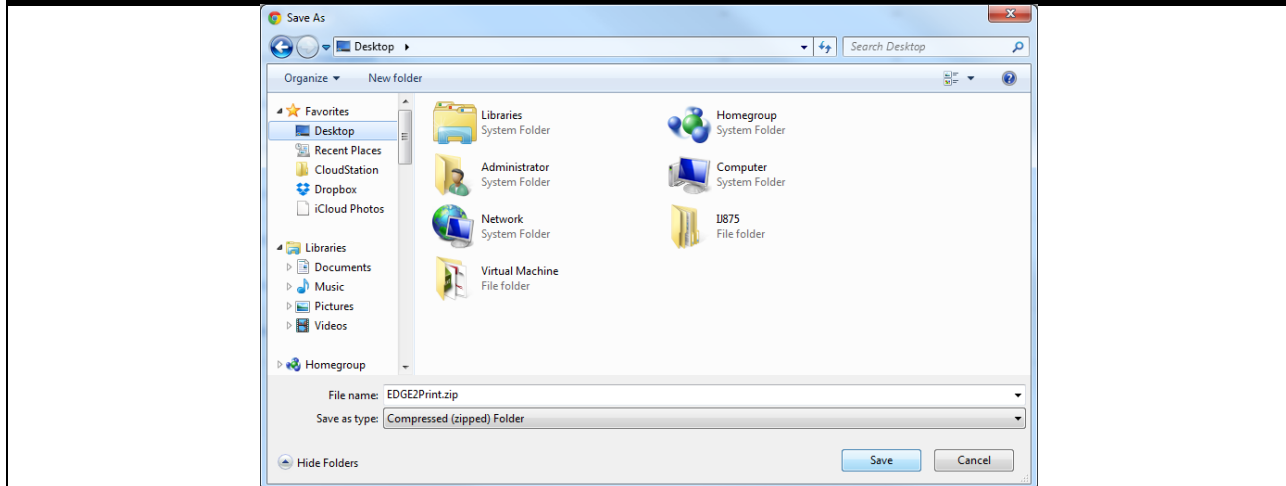 Save As
Desktop
Search Desktop
Organize
New folder
Favorites
Desktop
Recent Places
CloudStation
Dropbox
iCloud Photos
Libraries
Documents
Music
Pictures
Videos
Homegroup
Libraries
System Folder
Homegroup
System Folder
Administrator
System Folder
Computer
System Folder
Network
System Folder
IJ875
File folder
Virtual Machine
File folder
File name: EDGE2Print.zip
Save as type: Compressed (zipped) Folder
Hide Folders
Save
Cancel